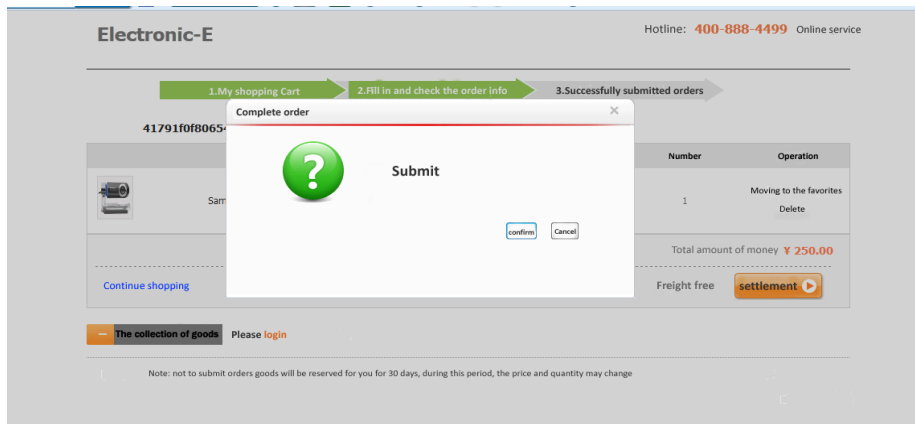 Electronic-E
Hotline: 400-888-4499 Online service
1.My shopping Cart
2.Fill in and check the order info
3.Successfully submitted orders
Complete order
41791f0f8065
Number
Operation
Submit
Sam
1
Moving to the favorites
Delete
confirm
Cancel
Total amount of money ¥ 250.00
Continue shopping
Freight free
settlement
The collection of goods
Please login
Note: not to submit orders goods will be reserved for you for 30 days, during this period, the price and quantity may change